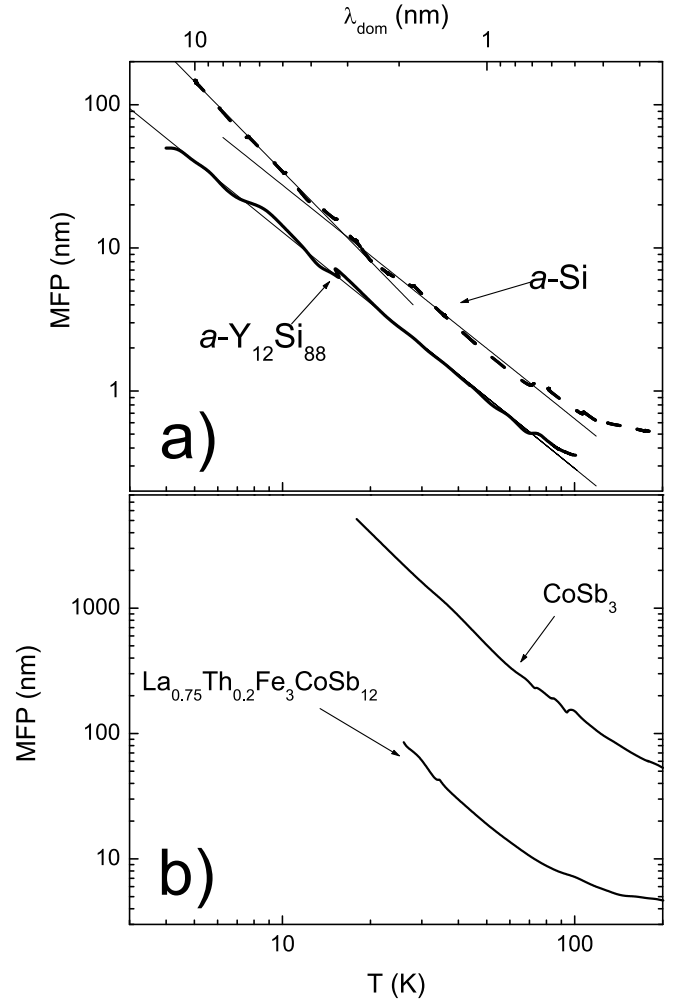 λdom (nm)
10 1
100
10
1
MFP (nm)
a-Si
a-Y12Si88
a)
1000
100
10
MFP (nm)
CoSb3
La0.75Th0.2Fe3CoSb12
b)
10 100
T (K)